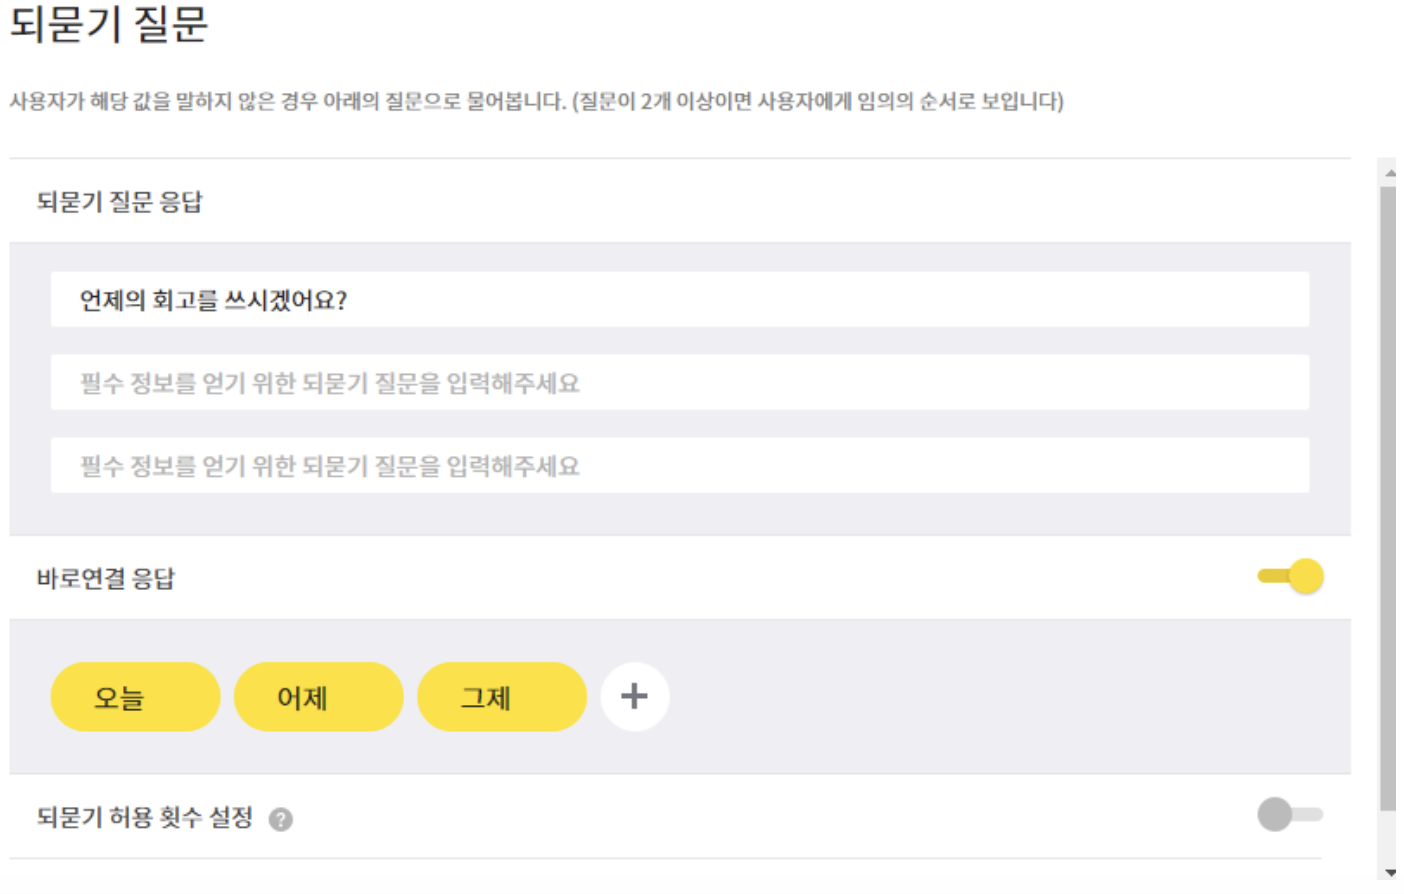 되묻기 질문
사용자가 해당 값을 말하지 않은 경우 아래의 질문으로 물어봅니다. (질문이 2개 이상이면 사용자에게 임의의 순서로 보입니다)
되묻기 질문 응답
언제의 회고를 쓰시겠어요?
필수 정보를 얻기 위한 되묻기 질문을 입력해주세요
필수 정보를 얻기 위한 되묻기 질문을 입력해주세요
바로연결 응답
오늘 어제 그제 +
되묻기 허용 횟수 설정 ?